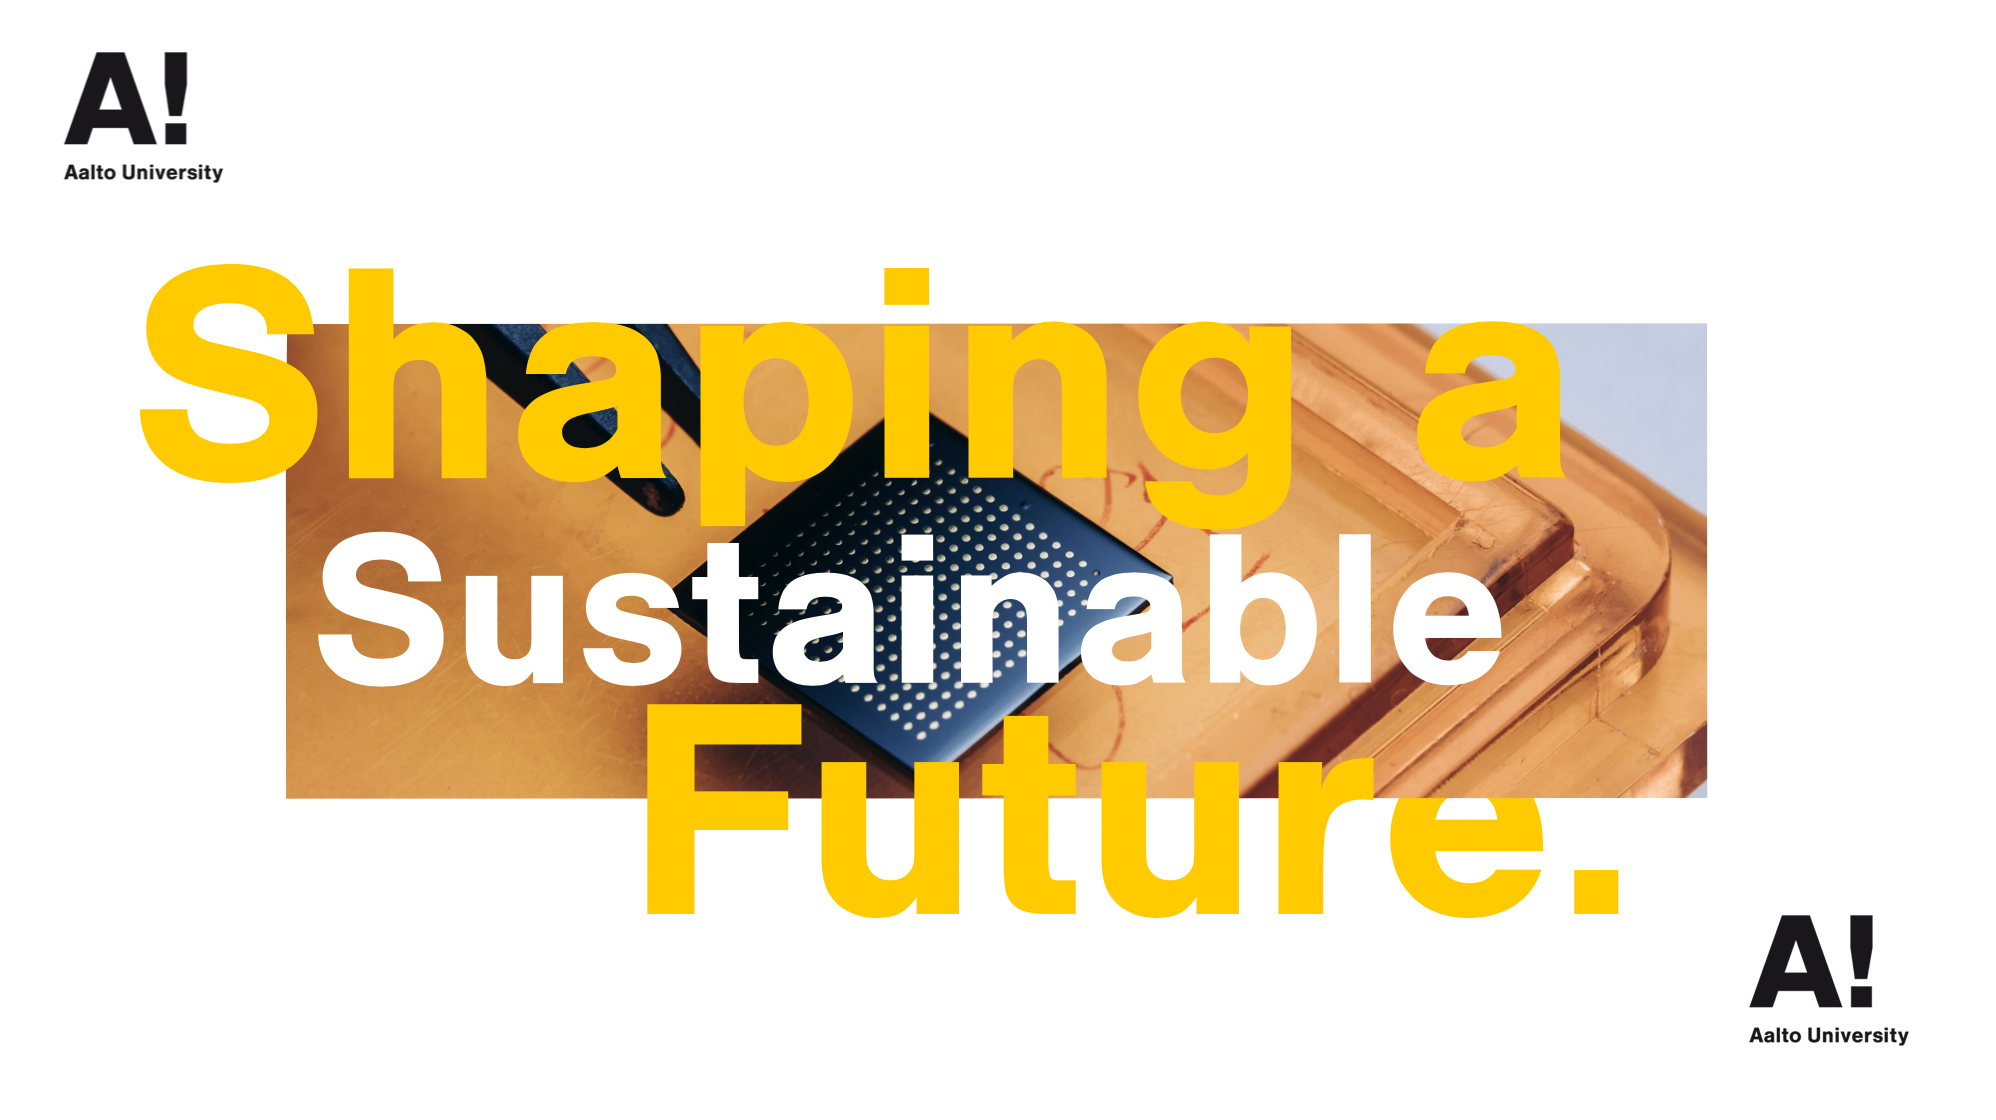 A!
Aalto University
Shaping a
Sustainable
Future.
A!
Aalto University